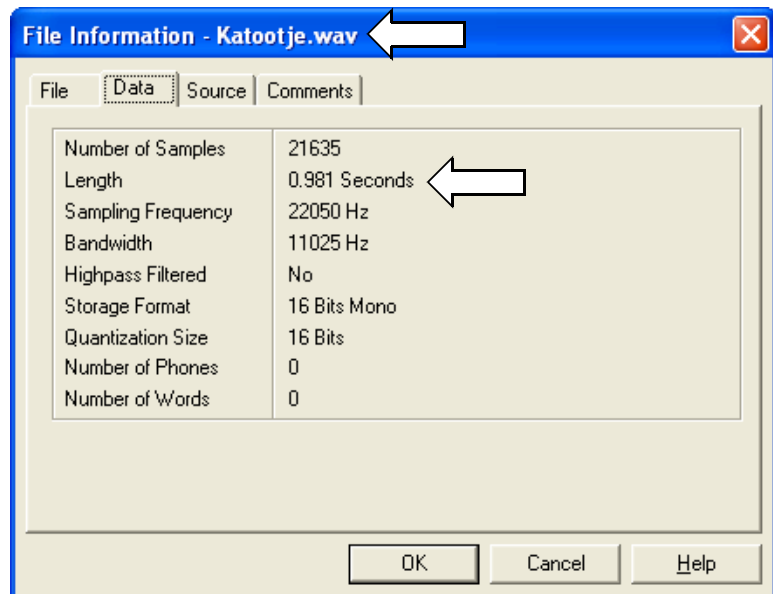 File Information - Katootje.wav
File Data Source Comments
Number of Samples 21635
Length 0.981 Seconds
Sampling Frequency 22050 Hz
Bandwidth 11025 Hz
Highpass Filtered No
Storage Format 16 Bits Mono
Quantization Size 16 Bits
Number of Phones 0
Number of Words 0
OK Cancel Help